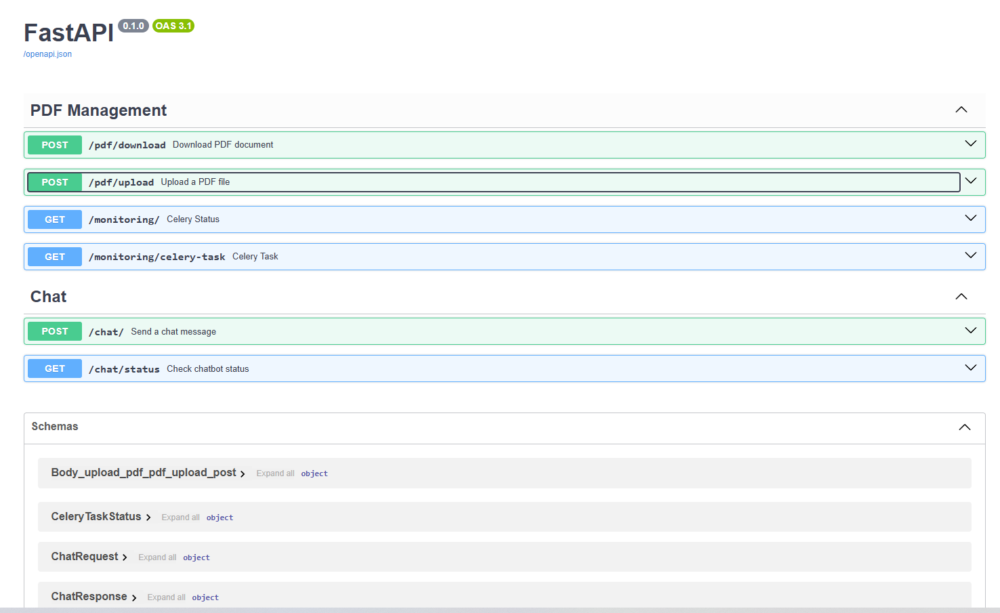 FastAPI 0.1.0 OAS 3.1
/openapi.json
PDF Management
POST /pdf/download Download PDF document
POST /pdf/upload Upload a PDF file
GET /monitoring/ Celery Status
GET /monitoring/celery-task Celery Task
Chat
POST /chat/ Send a chat message
GET /chat/status Check chatbot status
Schemas
Body_upload_pdf_pdf_upload_post Expand all object
CeleryTaskStatus Expand all object
ChatRequest Expand all object
ChatResponse Expand all object